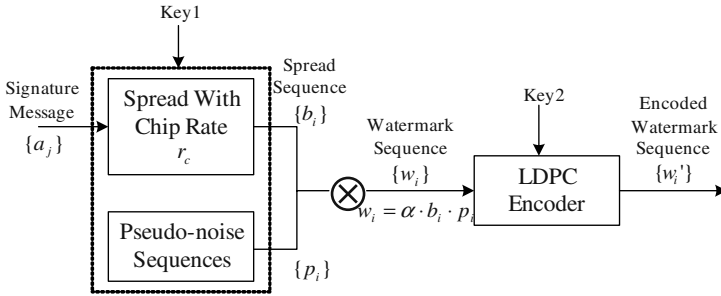 Key1
Signature
Message
{a_j}
Spread With
Chip Rate
r_c
Pseudo-noise
Sequences
Spread
Sequence
{b_i}
{p_i}
Watermark
Sequence
{w_i}
w_i = α · b_i · p_i
Key2
LDPC
Encoder
Encoded
Watermark
Sequence
{w_i'}